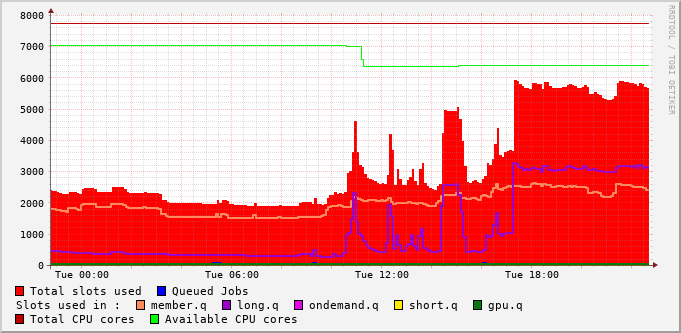 RRDTOOL / TOBI OETIKER
8000
7000
6000
5000
4000
3000
2000
1000
0
Tue 00:00 Tue 06:00 Tue 12:00 Tue 18:00
Total slots used Queued Jobs
Slots used in : member.q long.q ondemand.q short.q gpu.q
Total CPU cores Available CPU cores